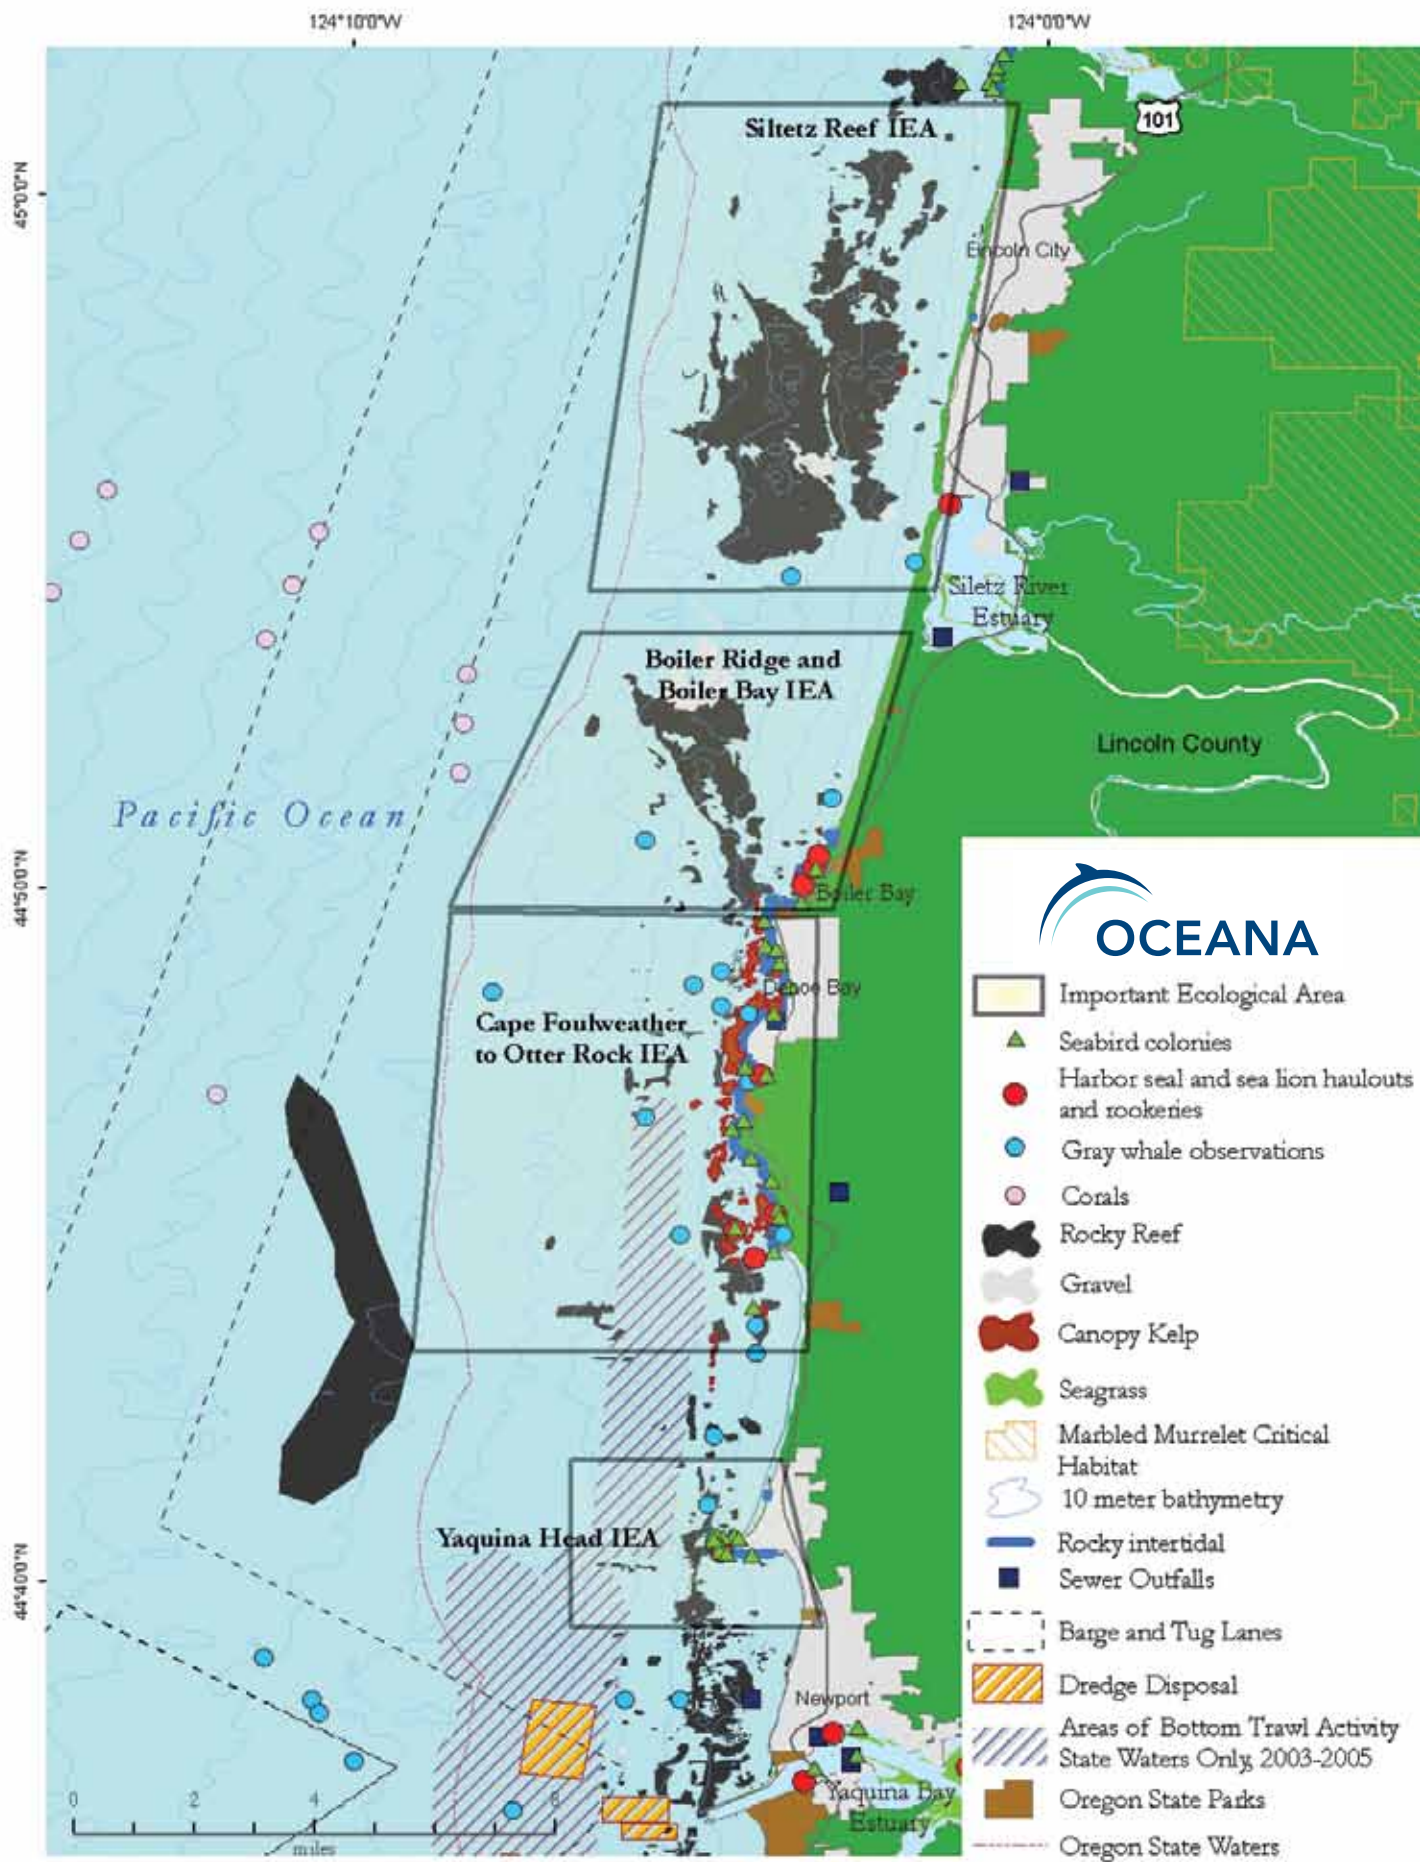 124°10'0"W
124°0'0"W
45°0'0"N
44°50'0"N
44°40'0"N
Siltetz Reef IEA
101
Lincoln City
Siletz River
Estuary
Boiler Ridge and
Boiler Bay IEA
Lincoln County
Pacific Ocean
Boiler Bay
Depoe Bay
Cape Foulweather
to Otter Rock IEA
Yaquina Head IEA
Newport
Yaquina Bay
Estuary
0 2 4 6
miles
OCEANA
Important Ecological Area
Seabird colonies
Harbor seal and sea lion haulouts
and rookeries
Gray whale observations
Corals
Rocky Reef
Gravel
Canopy Kelp
Seagrass
Marbled Murrelet Critical
Habitat
10 meter bathymetry
Rocky intertidal
Sewer Outfalls
Barge and Tug Lanes
Dredge Disposal
Areas of Bottom Trawl Activity
State Waters Only, 2003-2005
Oregon State Parks
Oregon State Waters